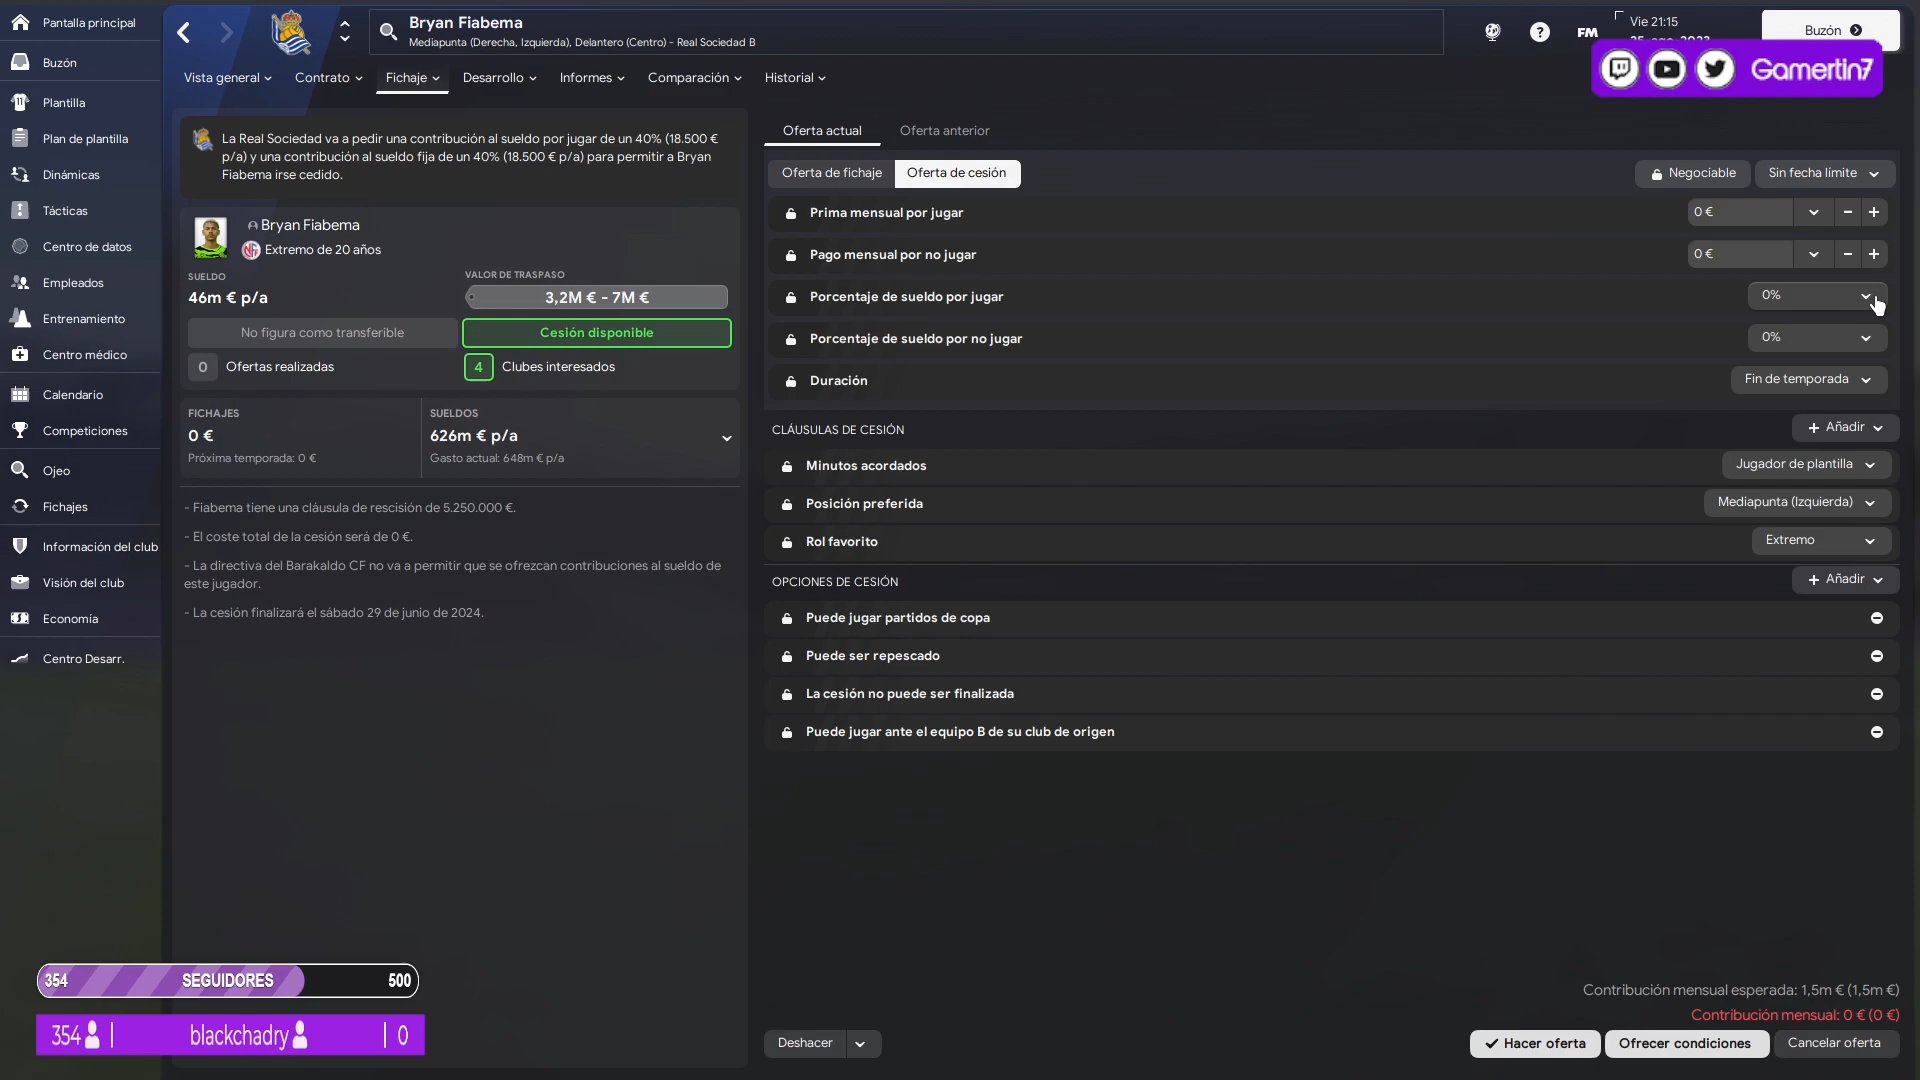 Pantalla principal
Buzón
Plantilla
Plan de plantilla
Dinámicas
Tácticas
Centro de datos
Empleados
Entrenamiento
Centro médico
Calendario
Competiciones
Ojeo
Fichajes
Información del club
Visión del club
Economía
Centro Desarr.
Bryan Fiabema
Mediapunta (Derecha, Izquierda), Delantero (Centro) - Real Sociedad B
FM
Vie 21:15
Buzón
Gamertin7
Vista general
Contrato
Fichaje
Desarrollo
Informes
Comparación
Historial
La Real Sociedad va a pedir una contribución al sueldo por jugar de un 40% (18.500 €
p/a) y una contribución al sueldo fija de un 40% (18.500 € p/a) para permitir a Bryan
Fiabema irse cedido.
Bryan Fiabema
Extremo de 20 años
SUELDO
46m € p/a
VALOR DE TRASPASO
3,2M € - 7M €
No figura como transferible
Cesión disponible
0 Ofertas realizadas
4 Clubes interesados
FICHAJES
0 €
Próxima temporada: 0 €
SUELDOS
626m € p/a
Gasto actual: 648m € p/a
- Fiabema tiene una cláusula de rescisión de 5.250.000 €.
- El coste total de la cesión será de 0 €.
- La directiva del Barakaldo CF no va a permitir que se ofrezcan contribuciones al sueldo de
este jugador.
- La cesión finalizará el sábado 29 de junio de 2024.
Oferta actual
Oferta anterior
Oferta de fichaje
Oferta de cesión
Negociable
Sin fecha límite
Prima mensual por jugar
0 €
Pago mensual por no jugar
0 €
Porcentaje de sueldo por jugar
0%
Porcentaje de sueldo por no jugar
0%
Duración
Fin de temporada
CLÁUSULAS DE CESIÓN
+ Añadir
Minutos acordados
Jugador de plantilla
Posición preferida
Mediapunta (Izquierda)
Rol favorito
Extremo
OPCIONES DE CESIÓN
+ Añadir
Puede jugar partidos de copa
Puede ser repescado
La cesión no puede ser finalizada
Puede jugar ante el equipo B de su club de origen
354 SEGUIDORES 500
354 | blackchadry | 0
Contribución mensual esperada: 1,5m € (1,5m €)
Contribución mensual: 0 € (0 €)
Deshacer
Hacer oferta
Ofrecer condiciones
Cancelar oferta